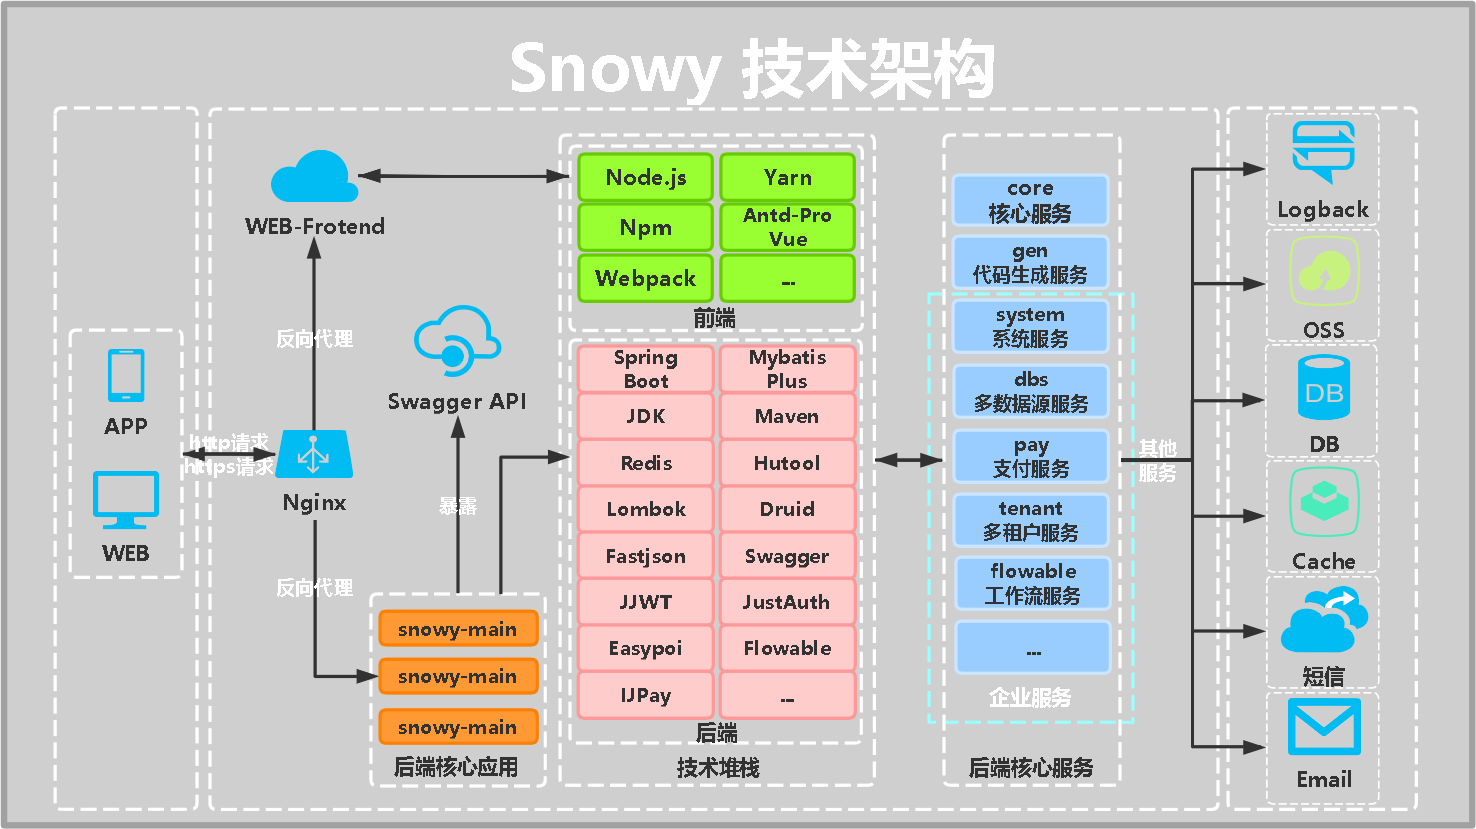 Snowy 技术架构
APP
WEB
http请求
https请求
WEB-Frotend
反向代理
Nginx
反向代理
Swagger API
暴露
snowy-main
snowy-main
snowy-main
后端核心应用
Node.js
Yarn
Npm
Antd-Pro
Vue
Webpack
...
前端
Spring
Boot
Mybatis
Plus
JDK
Maven
Redis
Hutool
Lombok
Druid
Fastjson
Swagger
JJWT
JustAuth
Easypoi
Flowable
IJPay
...
后端
技术堆栈
core
核心服务
gen
代码生成服务
system
系统服务
dbs
多数据源服务
pay
支付服务
tenant
多租户服务
flowable
工作流服务
...
企业服务
后端核心服务
其他
服务
Logback
OSS
DB
DB
Cache
短信
Email